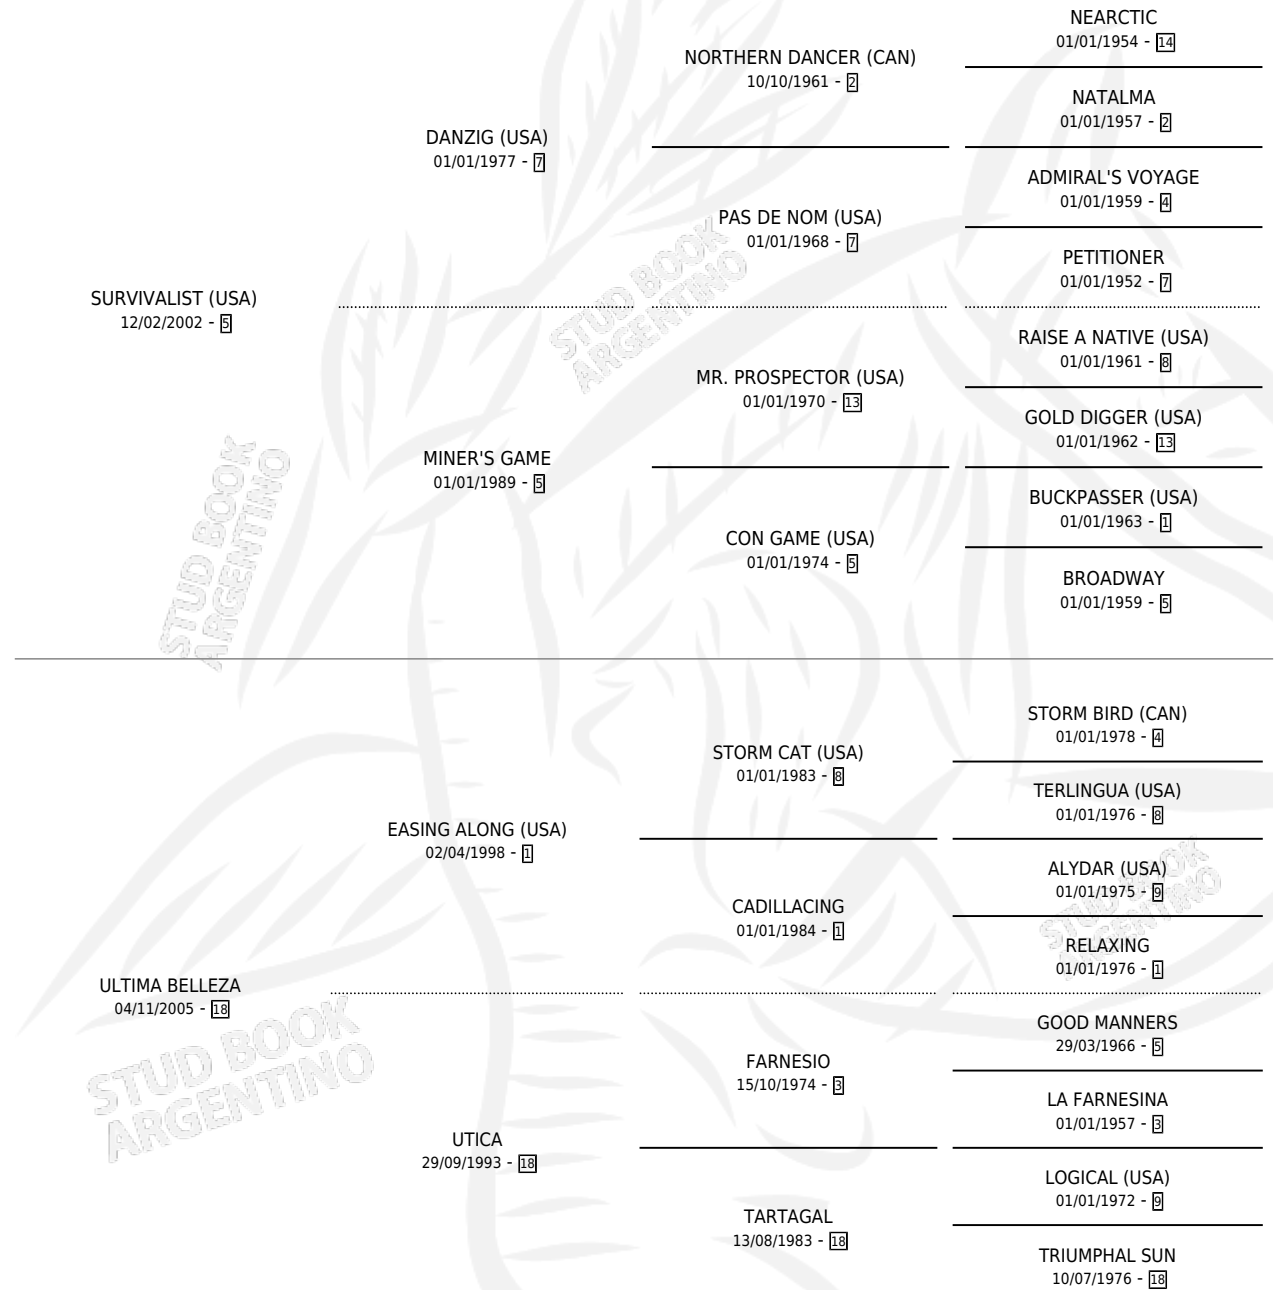 NEARCTIC
01/01/1954 - 14
NORTHERN DANCER (CAN)
10/10/1961 - 2
NATALMA
01/01/1957 - 2
DANZIG (USA)
01/01/1977 - 7
ADMIRAL'S VOYAGE
01/01/1959 - 4
PAS DE NOM (USA)
01/01/1968 - 7
PETITIONER
01/01/1952 - 7
SURVIVALIST (USA)
12/02/2002 - 5
STUD BOOK
ARGENTINO
RAISE A NATIVE (USA)
01/01/1961 - 8
MR. PROSPECTOR (USA)
01/01/1970 - 13
GOLD DIGGER (USA)
01/01/1962 - 13
MINER'S GAME
01/01/1989 - 5
BUCKPASSER (USA)
01/01/1963 - 1
CON GAME (USA)
01/01/1974 - 5
BROADWAY
01/01/1959 - 5
STUD BOOK
ARGENTINO
STORM BIRD (CAN)
01/01/1978 - 4
STORM CAT (USA)
01/01/1983 - 8
TERLINGUA (USA)
01/01/1976 - 8
EASING ALONG (USA)
02/04/1998 - 1
ALYDAR (USA)
01/01/1975 - 9
CADILLACING
01/01/1984 - 1
STUD BOOK
ARGENTINO
RELAXING
01/01/1976 - 1
ULTIMA BELLEZA
04/11/2005 - 18
GOOD MANNERS
29/03/1966 - 5
FARNESIO
15/10/1974 - 3
STUD BOOK
ARGENTINO
LA FARNESINA
01/01/1957 - 3
UTICA
29/09/1993 - 18
LOGICAL (USA)
01/01/1972 - 9
TARTAGAL
13/08/1983 - 18
TRIUMPHAL SUN
10/07/1976 - 18